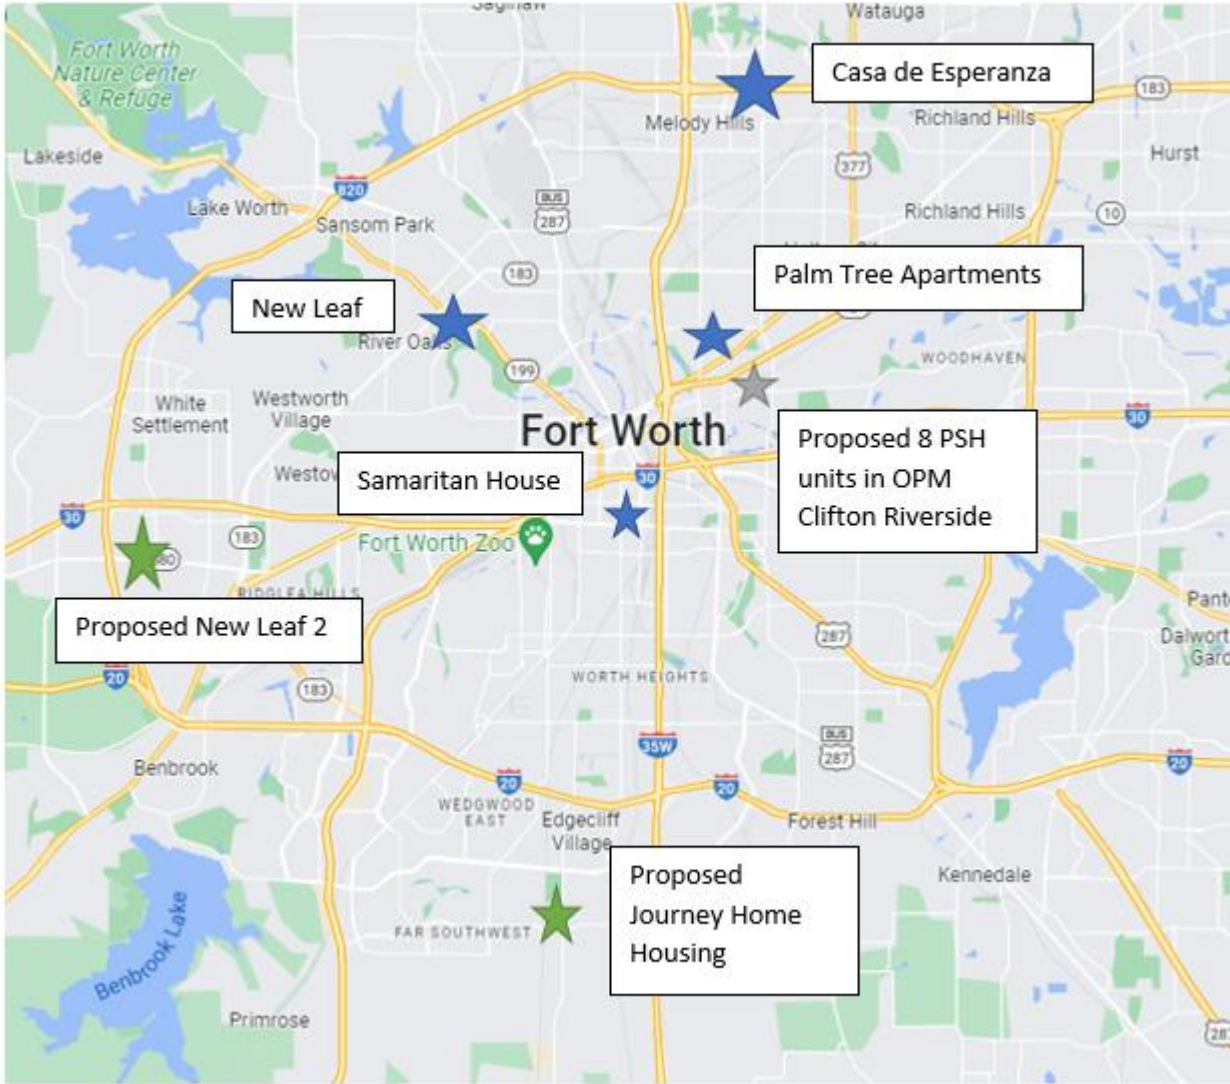 Saginaw
Watauga
Fort Worth
Nature Center
& Refuge
Casa de Esperanza
183
Melody Hills
Richland Hills
Lakeside
377
Hurst
820
Lake Worth
BUS
287
Sansom Park
Richland Hills
10
183
Palm Tree Apartments
New Leaf
River Oaks
WOODHAVEN
199
White
Settlement
Westworth
Village
30
Fort Worth
Proposed 8 PSH
units in OPM
Clifton Riverside
Samaritan House
30
30
183
Fort Worth Zoo
RIDGLEA HILLS
Proposed New Leaf 2
287
20
183
WORTH HEIGHTS
35W
BUS
287
Benbrook
20
20
20
WEDGWOOD
EAST
Edgecliff
Village
Forest Hill
Proposed
Journey Home
Housing
Kennedale
FAR SOUTHWEST
Benbrook Lake
Primrose